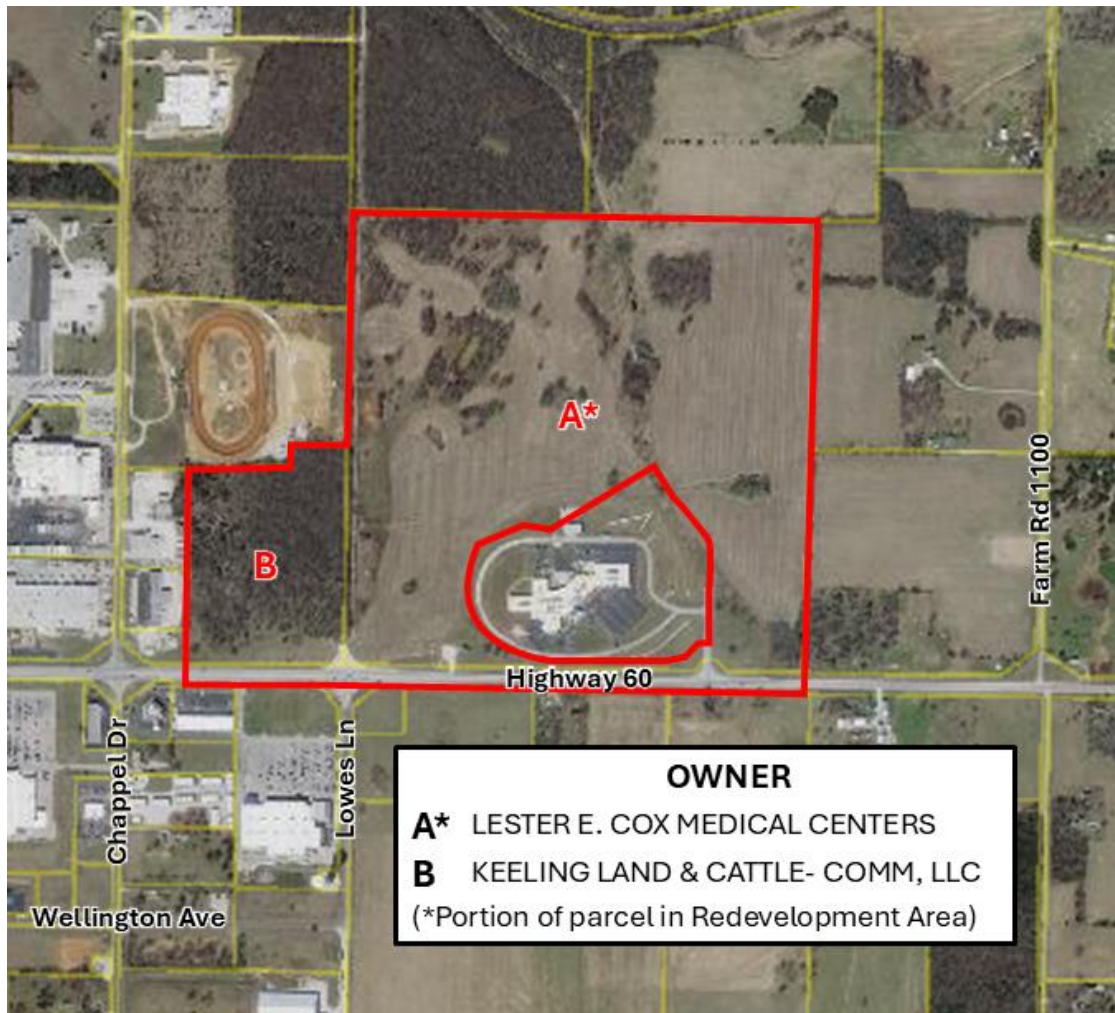 A*
B
Highway 60
Farm Rd 1100
Chappel Dr
Lowes Ln
Wellington Ave
OWNER
A* LESTER E. COX MEDICAL CENTERS
B KEELING LAND & CATTLE- COMM, LLC
(*Portion of parcel in Redevelopment Area)